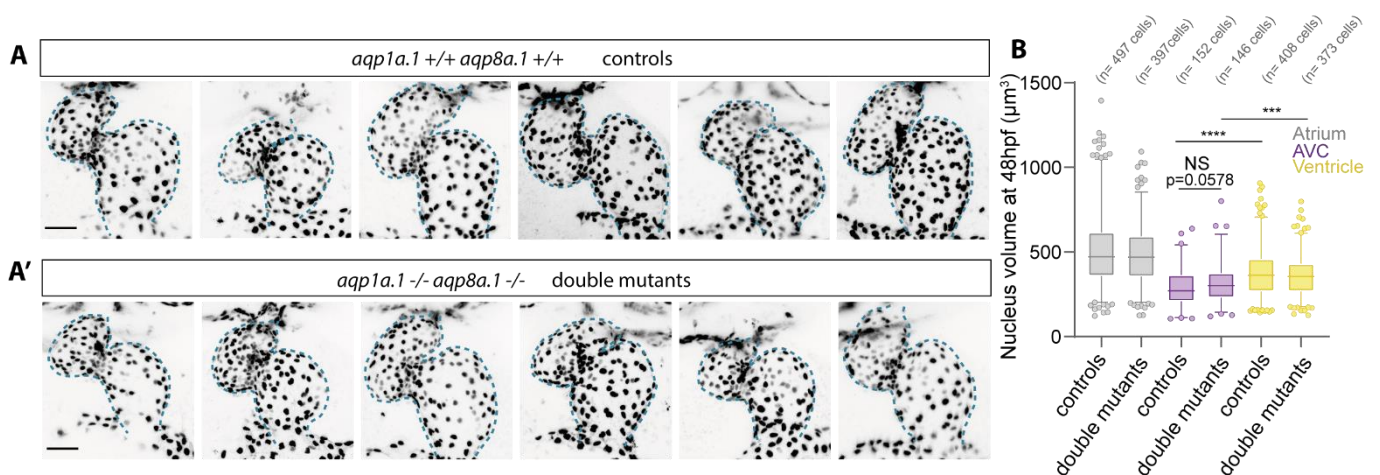 A
aqp1a.1 +/+ aqp8a.1 +/+ controls
A'
aqp1a.1 -/- aqp8a.1 -/- double mutants
B
(n= 497 cells)
(n= 397cells)
(n= 152 cells)
(n= 146 cells)
(n= 408 cells)
(n= 373 cells)
Nucleus volume at 48hpf (µm³)
1500
1000
500
0
***
****
NS
p=0.0578
Atrium
AVC
Ventricle
controls
double mutants
controls
double mutants
controls
double mutants